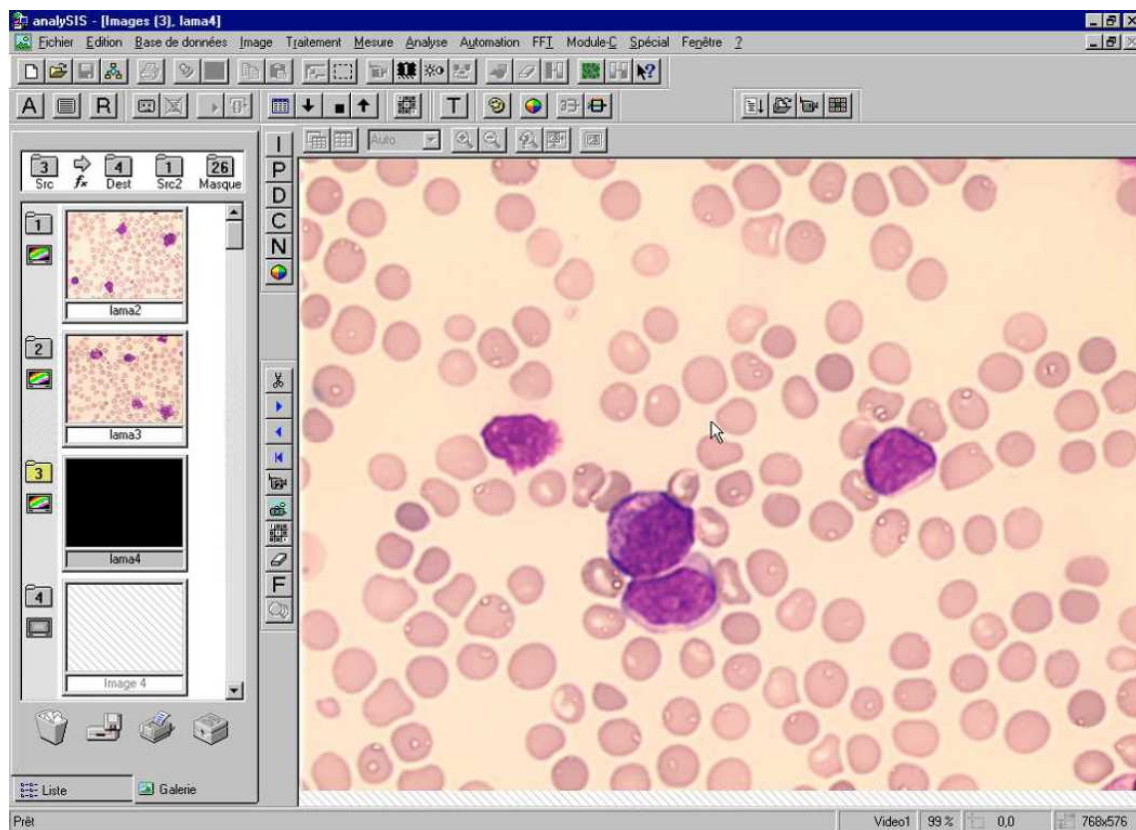 analySIS - [Images (3), lama4]
Fichier Edition Base de données Image Traitement Mesure Analyse Automation FFT Module-C Spécial Fenêtre ?
A R T
Auto
3 4 1 26
Src fx Dest Src2 Masque
I
P
D
C
N
F
1
lama2
2
lama3
3
lama4
4
Image 4
Liste Galerie
Prêt Video1 99 % 0,0 768x576